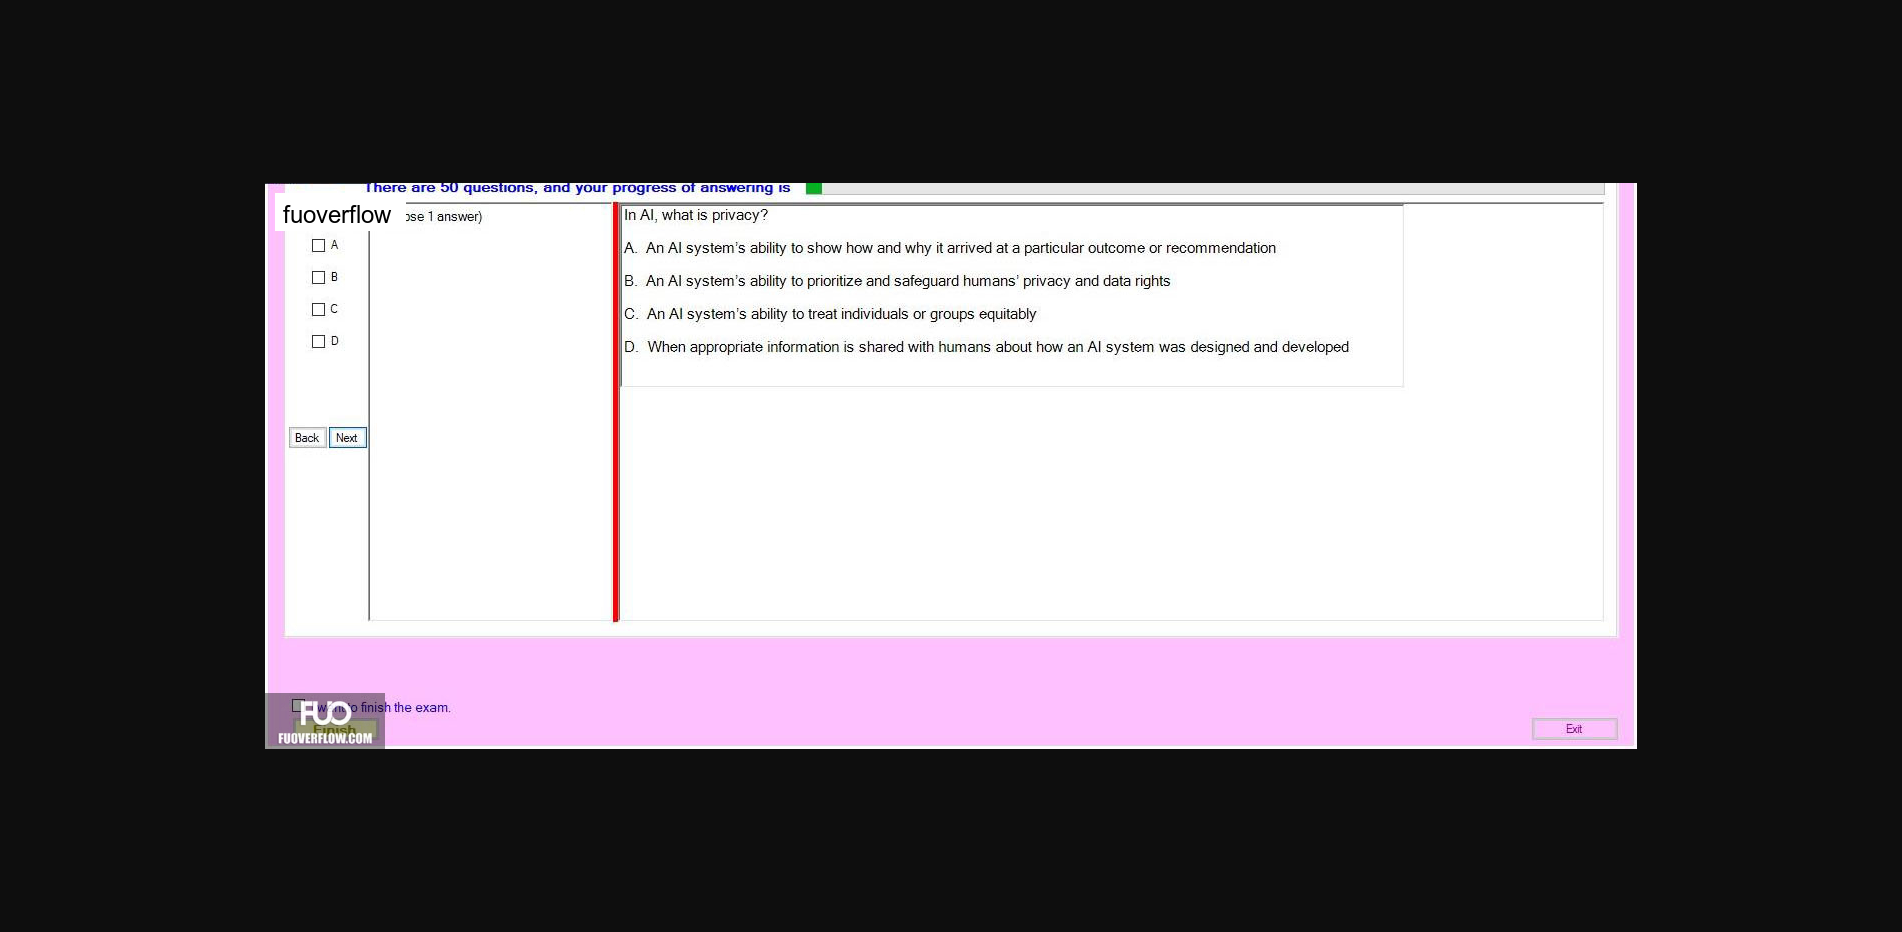 There are 50 questions, and your progress of answering is
fuoverflow
ose 1 answer)
A
B
C
D
Back
Next
In AI, what is privacy?
A. An AI system’s ability to show how and why it arrived at a particular outcome or recommendation
B. An AI system’s ability to prioritize and safeguard humans’ privacy and data rights
C. An AI system’s ability to treat individuals or groups equitably
D. When appropriate information is shared with humans about how an AI system was designed and developed
I want to finish the exam.
FUO
Finish
FUOVERFLOW.COM
Exit